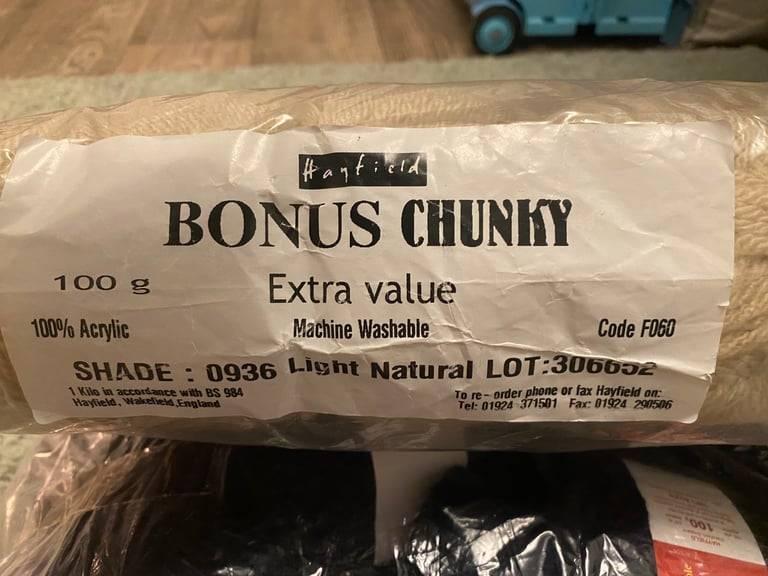 Hayfield
BONUS CHUNKY
100 g Extra value
100% Acrylic Machine Washable Code F060
SHADE : 0936 Light Natural LOT:306652
1 Kilo in accordance with BS 984
Hayfield, Wakefield,England
To re-order phone or fax Hayfield on:
Tel: 01924 371501 Fax: 01924 290506
HAYFIELD
100